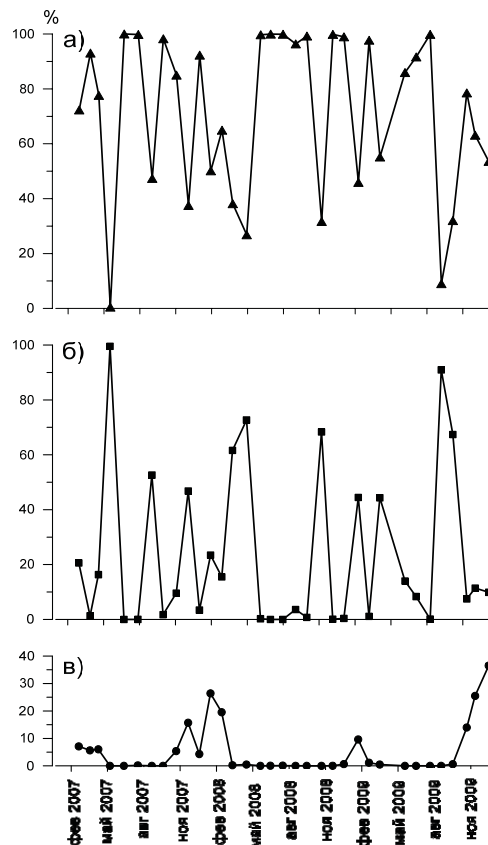 %
а)
100
80
60
40
20
0
б)
100
80
60
40
20
0
в)
40
30
20
10
0
фев 2007
май 2007
авг 2007
ноя 2007
фев 2008
май 2008
авг 2008
ноя 2008
фев 2009
май 2009
авг 2009
ноя 2009